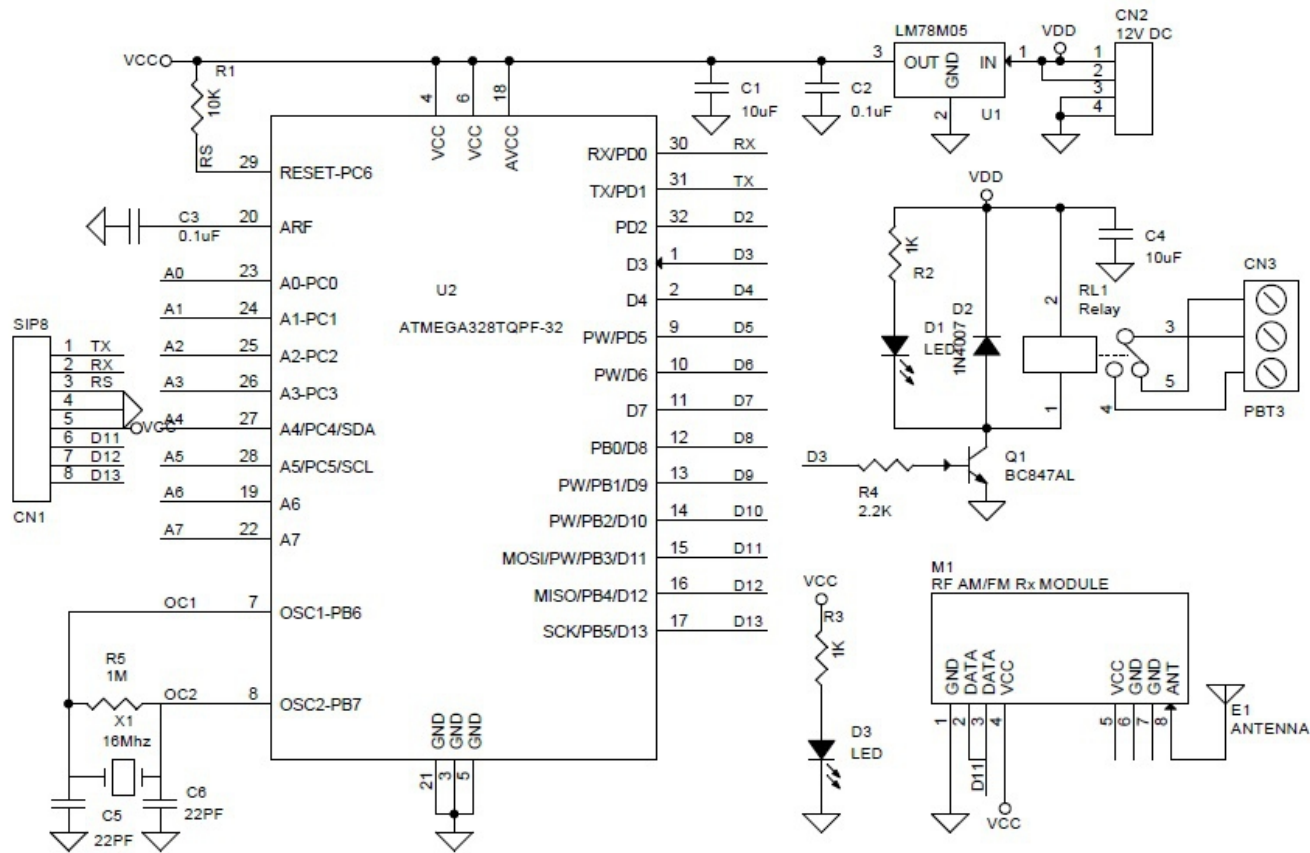 VCC
R1
10K
RS
C3
0.1uF
4
6
18
VCC
VCC
AVCC
C1
10uF
C2
0.1uF
LM78M05
3
OUT
GND
IN
1
2
U1
VDD
CN2
12V DC
1
2
3
4
U2
ATMEGA328TQPF-32
29
RESET-PC6
20
ARF
A0
23
A0-PC0
A1
24
A1-PC1
A2
25
A2-PC2
A3
26
A3-PC3
A4
27
A4/PC4/SDA
A5
28
A5/PC5/SCL
A6
19
A6
A7
22
A7
OC1
7
OSC1-PB6
OC2
8
OSC2-PB7
RX/PD0
30
RX
TX/PD1
31
TX
PD2
32
D2
D3
1
D3
D4
2
D4
PW/PD5
9
D5
PW/D6
10
D6
D7
11
D7
PB0/D8
12
D8
PW/PB1/D9
13
D9
PW/PB2/D10
14
D10
MOSI/PW/PB3/D11
15
D11
MISO/PB4/D12
16
D12
SCK/PB5/D13
17
D13
GND
GND
GND
21
3
5
SIP8
1 TX
2 RX
3 RS
4
5
VCC
6 D11
7 D12
8 D13
CN1
R5
1M
X1
16Mhz
C5
22PF
C6
22PF
VDD
1K
R2
D1
LED
D2
1N4007
C4
10uF
RL1
Relay
2
1
3
5
4
CN3
PBT3
D3
R4
2.2K
Q1
BC847AL
VCC
R3
1K
D3
LED
M1
RF AM/FM Rx MODULE
GND
DATA
DATA
VCC
VCC
GND
GND
ANT
1
2
3
4
5
6
7
8
D11
VCC
E1
ANTENNA